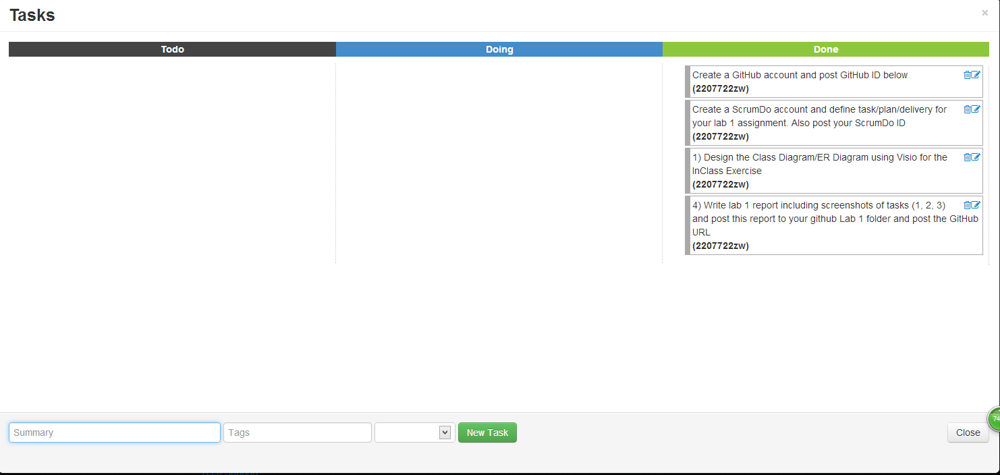 Tasks
×
Todo
Doing
Done
Create a GitHub account and post GitHub ID below
(2207722zw)
Create a ScrumDo account and define task/plan/delivery for
your lab 1 assignment. Also post your ScrumDo ID
(2207722zw)
1) Design the Class Diagram/ER Diagram using Visio for the
InClass Exercise
(2207722zw)
4) Write lab 1 report including screenshots of tasks (1, 2, 3)
and post this report to your github Lab 1 folder and post the GitHub
URL
(2207722zw)
Summary
Tags
New Task
Close
74